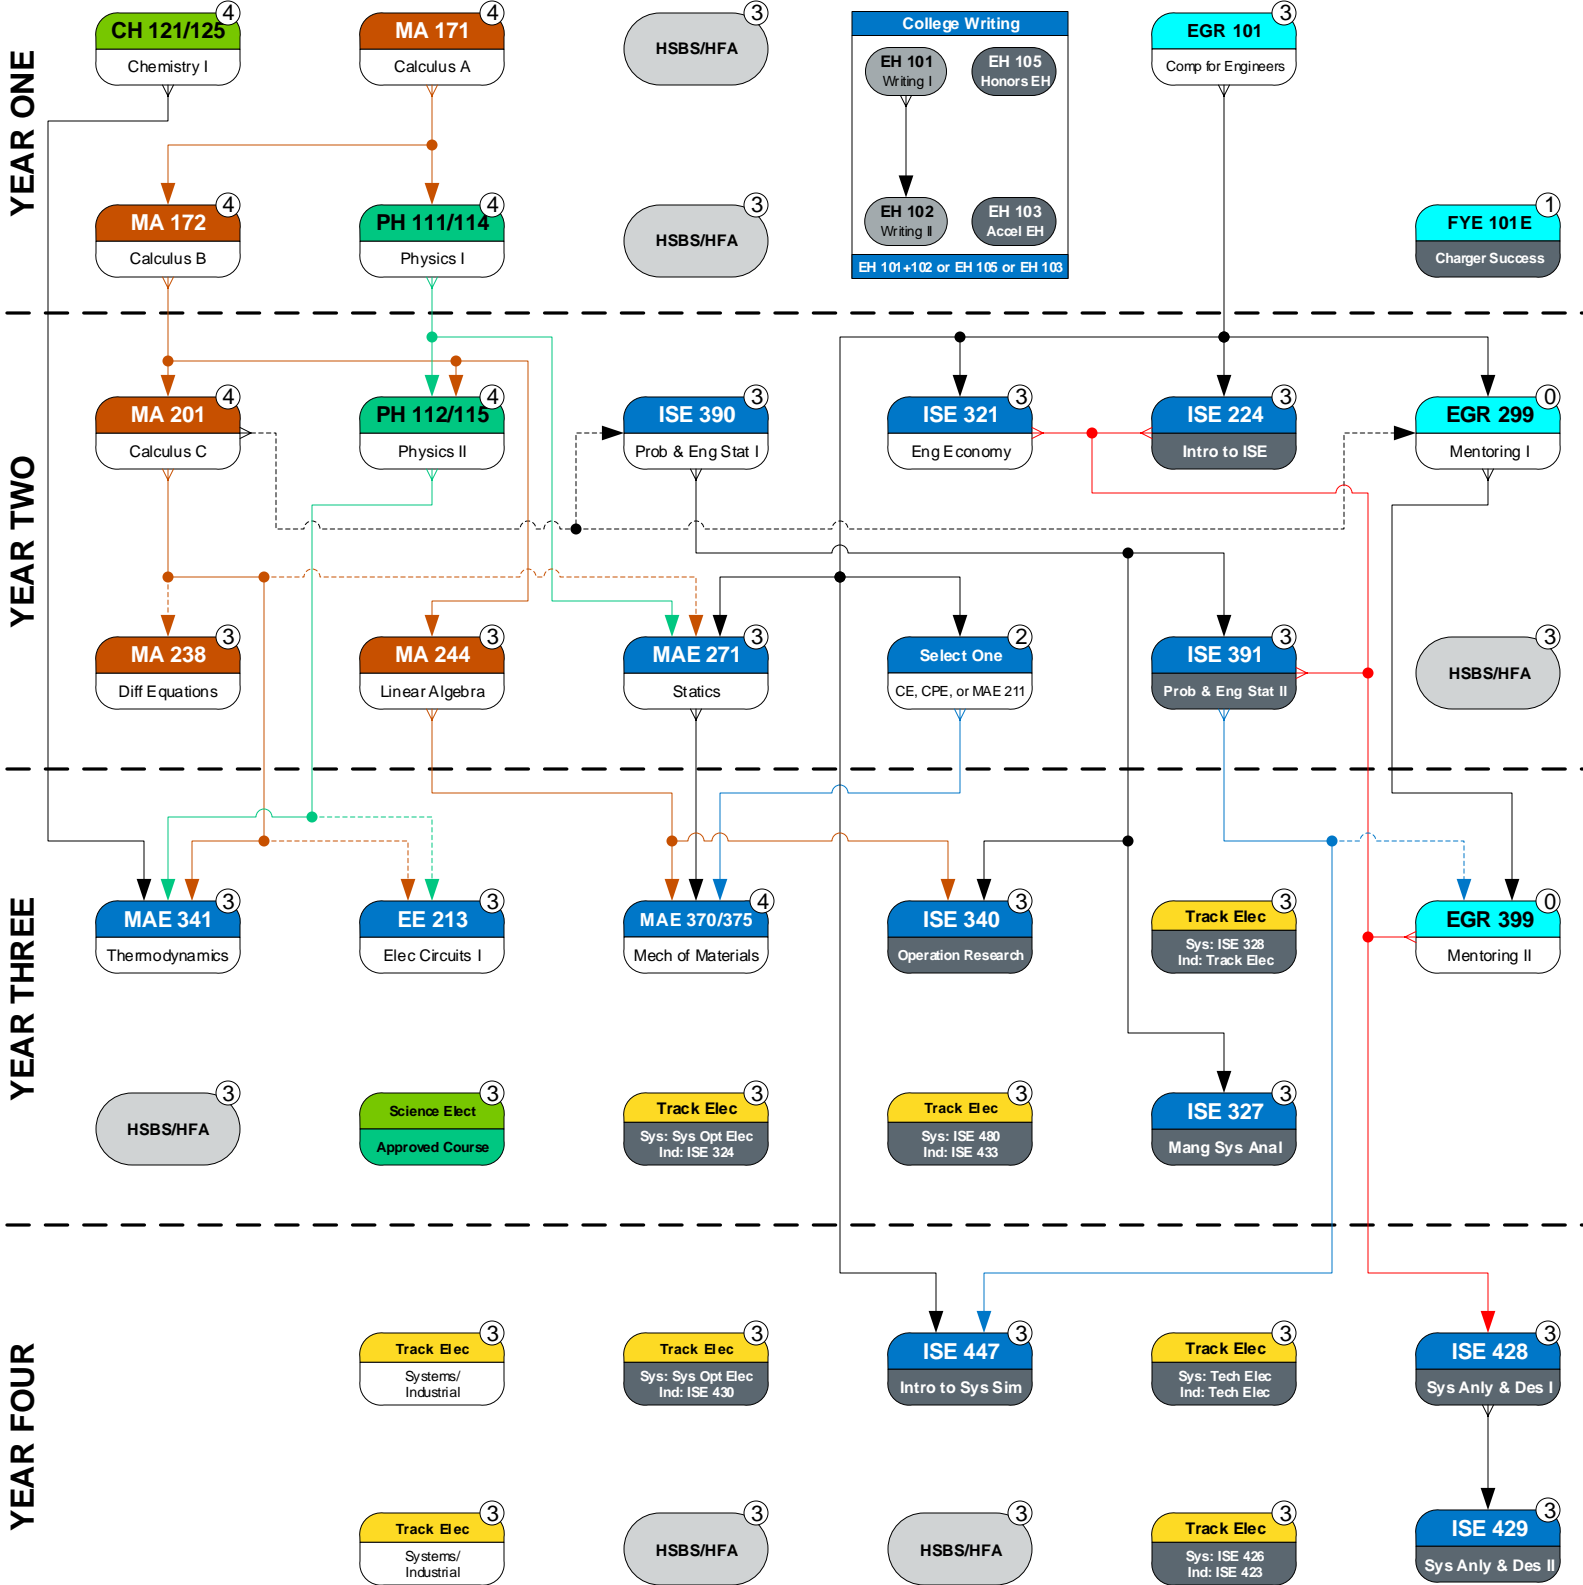 YEAR ONE
CH 121/125
4
Chemistry I
MA 171
4
Calculus A
HSBS/HFA
3
College Writing
EH 101
Writing I
EH 105
Honors EH
EH 102
Writing II
EH 103
Accel EH
EH 101+102 or EH 105 or EH 103
EGR 101
3
Comp for Engineers
MA 172
4
Calculus B
PH 111/114
4
Physics I
HSBS/HFA
3
FYE 101E
1
Charger Success
YEAR TWO
MA 201
4
Calculus C
PH 112/115
4
Physics II
ISE 390
3
Prob & Eng Stat I
ISE 321
3
Eng Economy
ISE 224
3
Intro to ISE
EGR 299
0
Mentoring I
MA 238
3
Diff Equations
MA 244
3
Linear Algebra
MAE 271
3
Statics
Select One
2
CE, CPE, or MAE 211
ISE 391
3
Prob & Eng Stat II
HSBS/HFA
3
YEAR THREE
MAE 341
3
Thermodynamics
EE 213
3
Elec Circuits I
MAE 370/375
4
Mech of Materials
ISE 340
3
Operation Research
Track Elec
3
Sys: ISE 328
Ind: Track Elec
EGR 399
0
Mentoring II
HSBS/HFA
3
Science Elect
3
Approved Course
Track Elec
3
Sys: Sys Opt Elec
Ind: ISE 324
Track Elec
3
Sys: ISE 480
Ind: ISE 433
ISE 327
3
Mang Sys Anal
YEAR FOUR
Track Elec
3
Systems/
Industrial
Track Elec
3
Sys: Sys Opt Elec
Ind: ISE 430
ISE 447
3
Intro to Sys Sim
Track Elec
3
Sys: Tech Elec
Ind: Tech Elec
ISE 428
3
Sys Anly & Des I
Track Elec
3
Systems/
Industrial
HSBS/HFA
3
HSBS/HFA
3
Track Elec
3
Sys: ISE 426
Ind: ISE 423
ISE 429
3
Sys Anly & Des II